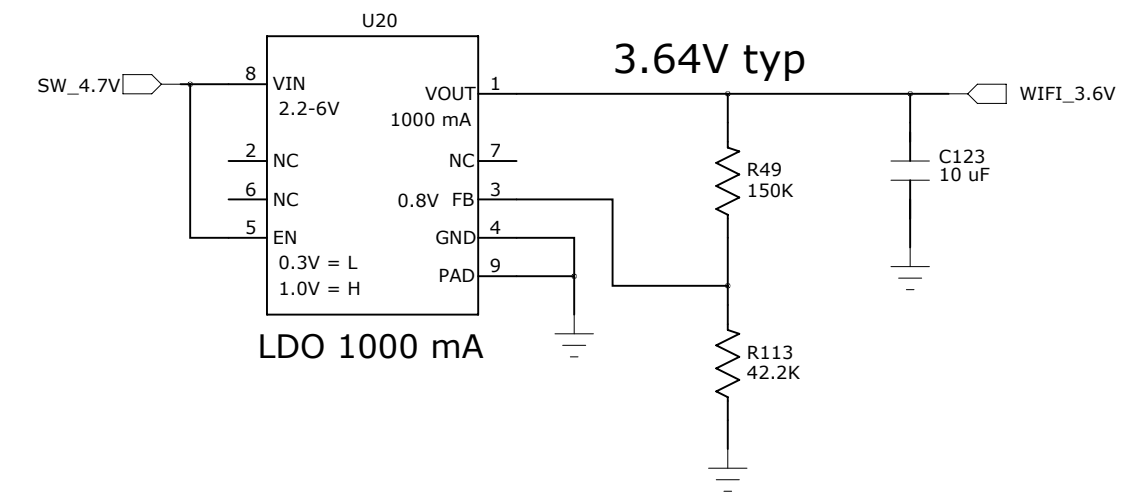 U20
3.64V typ
SW_4.7V
8
VIN
2.2-6V
VOUT
1
1000 mA
WIFI_3.6V
2
NC
NC
7
C123
10 uF
R49
150K
6
NC
0.8V
FB
3
5
EN
GND
4
0.3V = L
1.0V = H
PAD
9
LDO 1000 mA
R113
42.2K